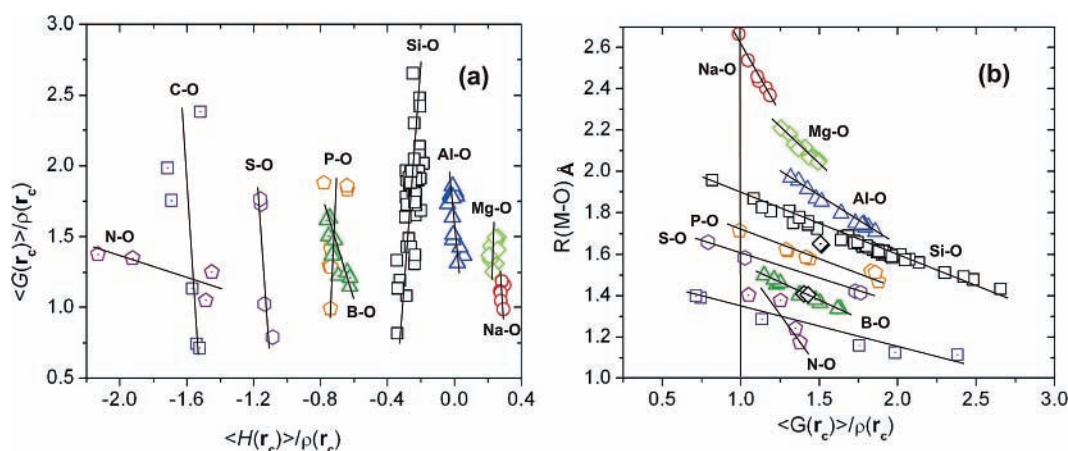 3.0
2.5
2.0
1.5
1.0
0.5
<G(r_c)>/ρ(r_c)
C-O
N-O
S-O
P-O
B-O
Si-O
Al-O
Mg-O
Na-O
(a)
-2.0 -1.6 -1.2 -0.8 -0.4 0.0 0.4
<H(r_c)>/ρ(r_c)
2.6
2.4
2.2
2.0
1.8
1.6
1.4
1.2
1.0
R(M-O) Å
Na-O
Mg-O
Al-O
P-O
S-O
Si-O
B-O
N-O
(b)
1.0 1.5 2.0 2.5 3.0
<G(r_c)>/ρ(r_c)